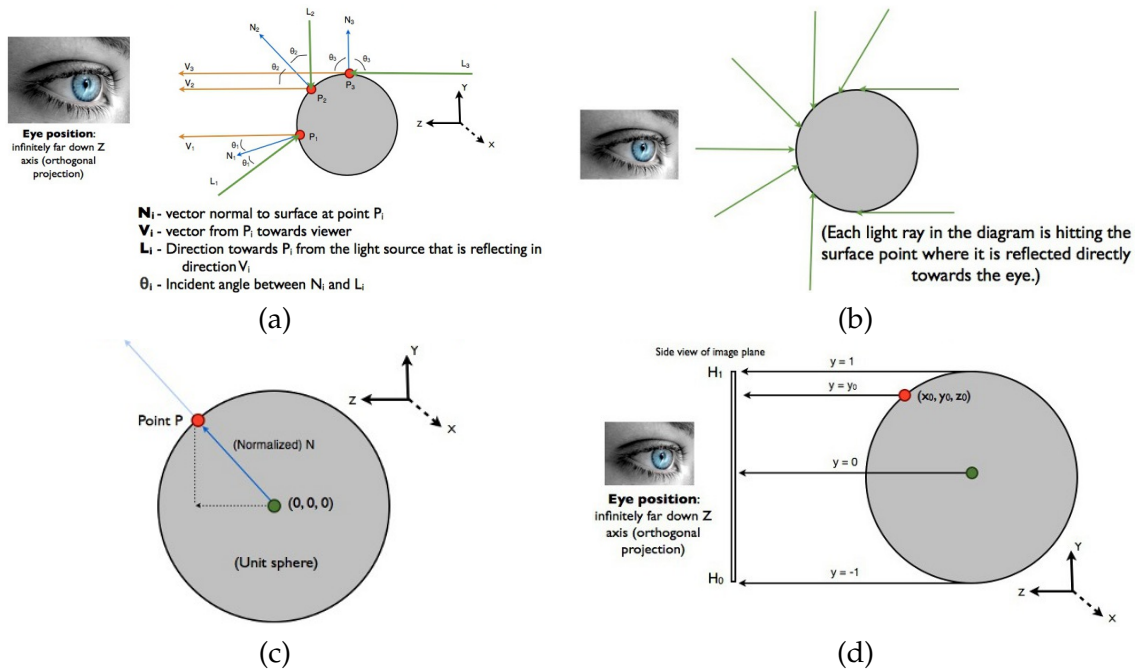 L₂
N₃
N₂
θ₂
θ₂
θ₃
θ₃
L₃
V₃
V₂
P₃
P₂
Y
Z
X
V₁
θ₁
N₁
θ₁
P₁
L₁
Eye position:
infinitely far down Z
axis (orthogonal
projection)
Nᵢ - vector normal to surface at point Pᵢ
Vᵢ - vector from Pᵢ towards viewer
Lᵢ - Direction towards Pᵢ from the light source that is reflecting in
direction Vᵢ
θᵢ - Incident angle between Nᵢ and Lᵢ
(a)
(Each light ray in the diagram is hitting the
surface point where it is reflected directly
towards the eye.)
(b)
Point P
(Normalized) N
(0, 0, 0)
(Unit sphere)
Y
Z
X
(c)
Side view of image plane
H₁
y = 1
y = y₀
(x₀, y₀, z₀)
y = 0
Eye position:
infinitely far down Z
axis (orthogonal
projection)
H₀
y = -1
Y
Z
X
(d)